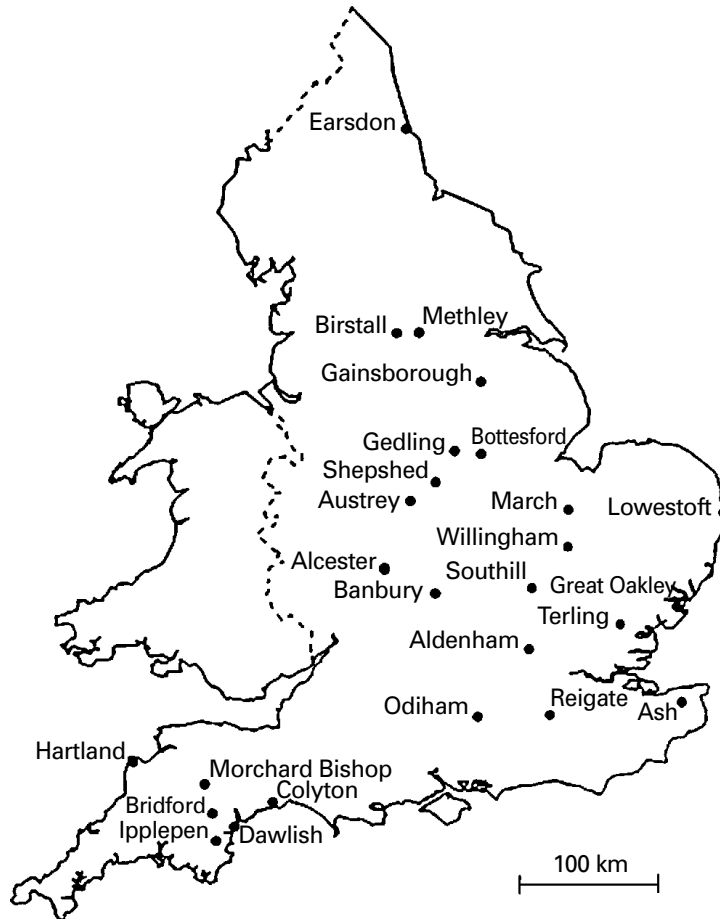 Earsdon
Birstall
Methley
Gainsborough
Gedling
Bottesford
Shepshed
Austrey
March
Lowestoft
Willingham
Alcester
Southill
Banbury
Great Oakley
Terling
Aldenham
Odiham
Reigate
Ash
Hartland
Morchard Bishop
Colyton
Bridford
Ipplepen
Dawlish
100 km